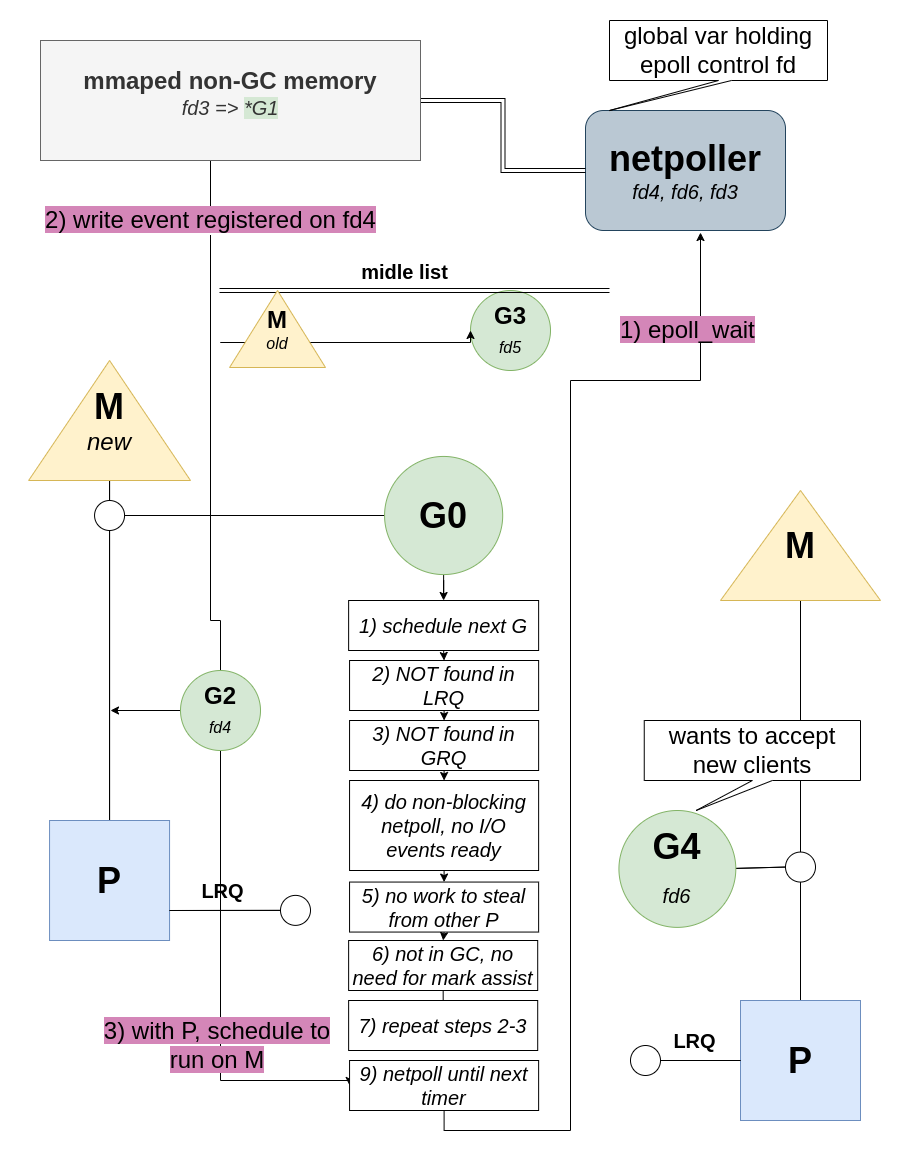 global var holding
epoll control fd
mmaped non-GC memory
fd3 => *G1
netpoller
fd4, fd6, fd3
2) write event registered on fd4
midle list
M
old
G3
fd5
1) epoll_wait
M
new
G0
M
1) schedule next G
2) NOT found in
LRQ
3) NOT found in
GRQ
4) do non-blocking
netpoll, no I/O
events ready
5) no work to steal
from other P
6) not in GC, no
need for mark assist
7) repeat steps 2-3
9) netpoll until next
timer
G2
fd4
wants to accept
new clients
G4
fd6
P
LRQ
3) with P, schedule to
run on M
LRQ
P